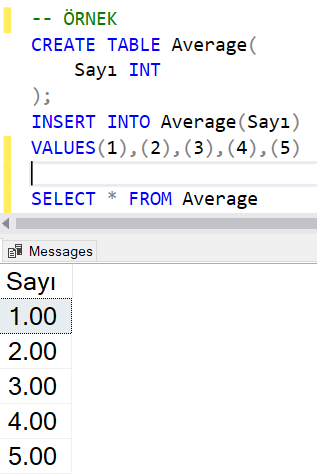 -- ÖRNEK
CREATE TABLE Average(
Sayı INT
);
INSERT INTO Average(Sayı)
VALUES(1),(2),(3),(4),(5)
SELECT * FROM Average
Messages
Sayı
1.00
2.00
3.00
4.00
5.00